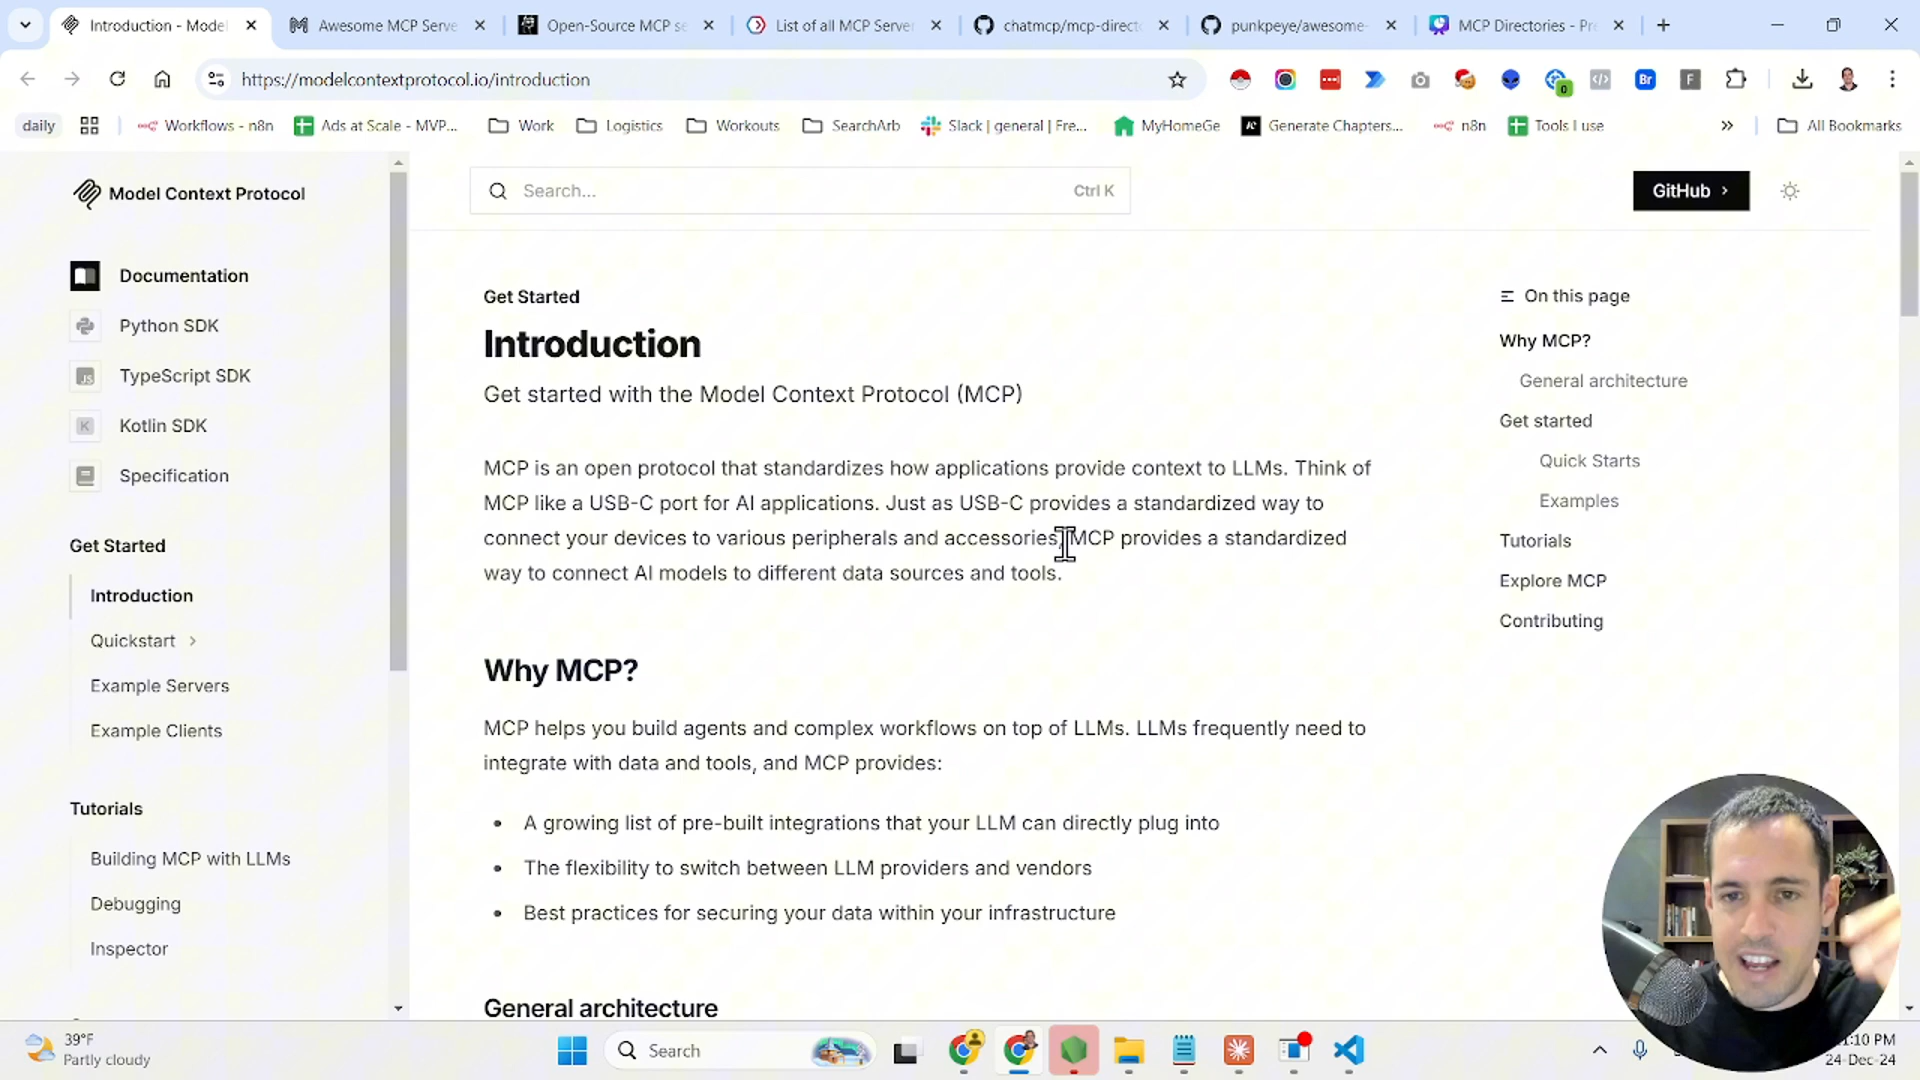 Introduction - Model
Awesome MCP Serve
Open-Source MCP se
List of all MCP Server
chatmcp/mcp-direct
punkpeye/awesome-
MCP Directories - Pr
https://modelcontextprotocol.io/introduction
0
Br
F
daily
Workflows - n8n
Ads at Scale - MVP...
Work
Logistics
Workouts
SearchArb
Slack | general | Fre...
MyHomeGe
Generate Chapters...
n8n
Tools I use
All Bookmarks
Model Context Protocol
Search...
Ctrl K
GitHub
Documentation
Python SDK
JS
TypeScript SDK
K
Kotlin SDK
Specification
Get Started
Introduction
Quickstart
Example Servers
Example Clients
Tutorials
Building MCP with LLMs
Debugging
Inspector
Get Started
Introduction
Get started with the Model Context Protocol (MCP)
MCP is an open protocol that standardizes how applications provide context to LLMs. Think of
MCP like a USB-C port for AI applications. Just as USB-C provides a standardized way to
connect your devices to various peripherals and accessories, MCP provides a standardized
way to connect AI models to different data sources and tools.
Why MCP?
MCP helps you build agents and complex workflows on top of LLMs. LLMs frequently need to
integrate with data and tools, and MCP provides:
• A growing list of pre-built integrations that your LLM can directly plug into
• The flexibility to switch between LLM providers and vendors
• Best practices for securing your data within your infrastructure
General architecture
On this page
Why MCP?
General architecture
Get started
Quick Starts
Examples
Tutorials
Explore MCP
Contributing
39°F
Partly cloudy
Search
:10 PM
24-Dec-24